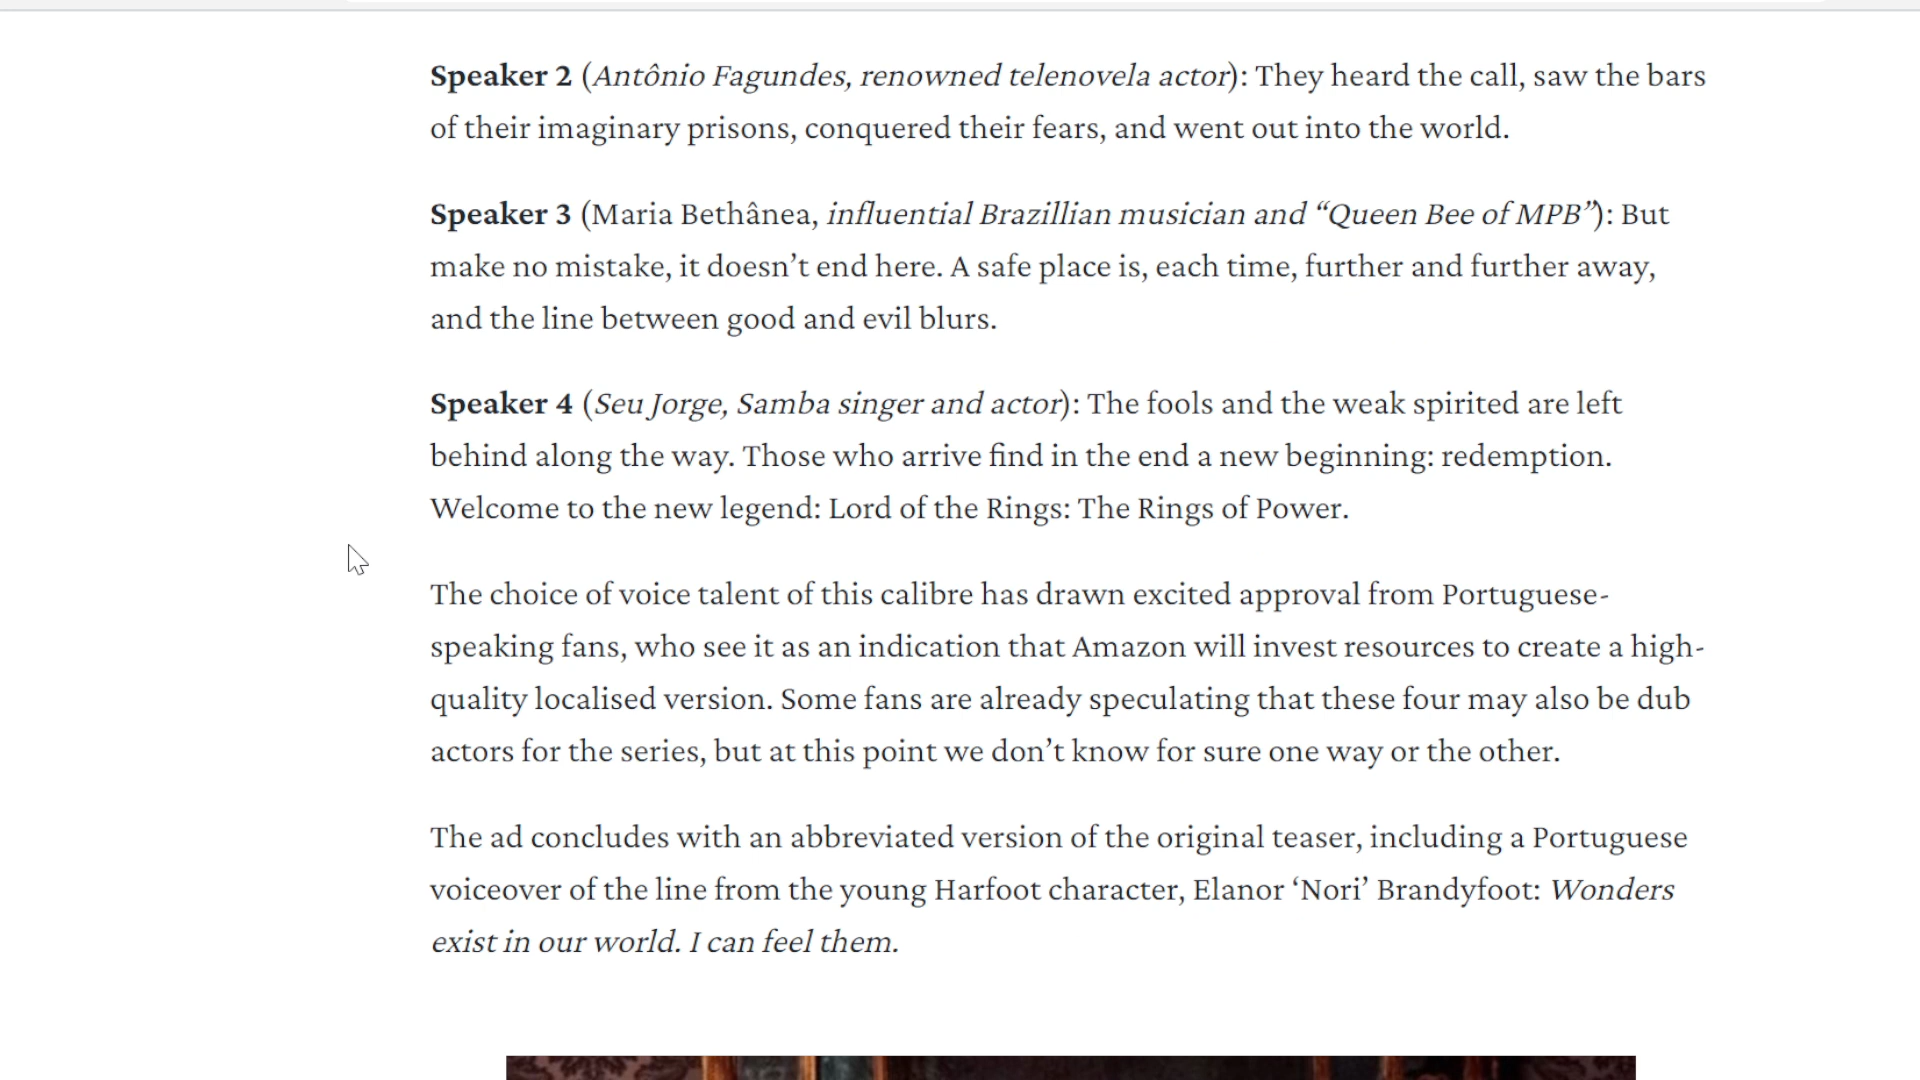 Speaker 2 (Antônio Fagundes, renowned telenovela actor): They heard the call, saw the bars
of their imaginary prisons, conquered their fears, and went out into the world.
Speaker 3 (Maria Bethânea, influential Brazillian musician and “Queen Bee of MPB”): But
make no mistake, it doesn’t end here. A safe place is, each time, further and further away,
and the line between good and evil blurs.
Speaker 4 (Seu Jorge, Samba singer and actor): The fools and the weak spirited are left
behind along the way. Those who arrive find in the end a new beginning: redemption.
Welcome to the new legend: Lord of the Rings: The Rings of Power.
The choice of voice talent of this calibre has drawn excited approval from Portuguese-
speaking fans, who see it as an indication that Amazon will invest resources to create a high-
quality localised version. Some fans are already speculating that these four may also be dub
actors for the series, but at this point we don’t know for sure one way or the other.
The ad concludes with an abbreviated version of the original teaser, including a Portuguese
voiceover of the line from the young Harfoot character, Elanor ‘Nori’ Brandyfoot: Wonders
exist in our world. I can feel them.